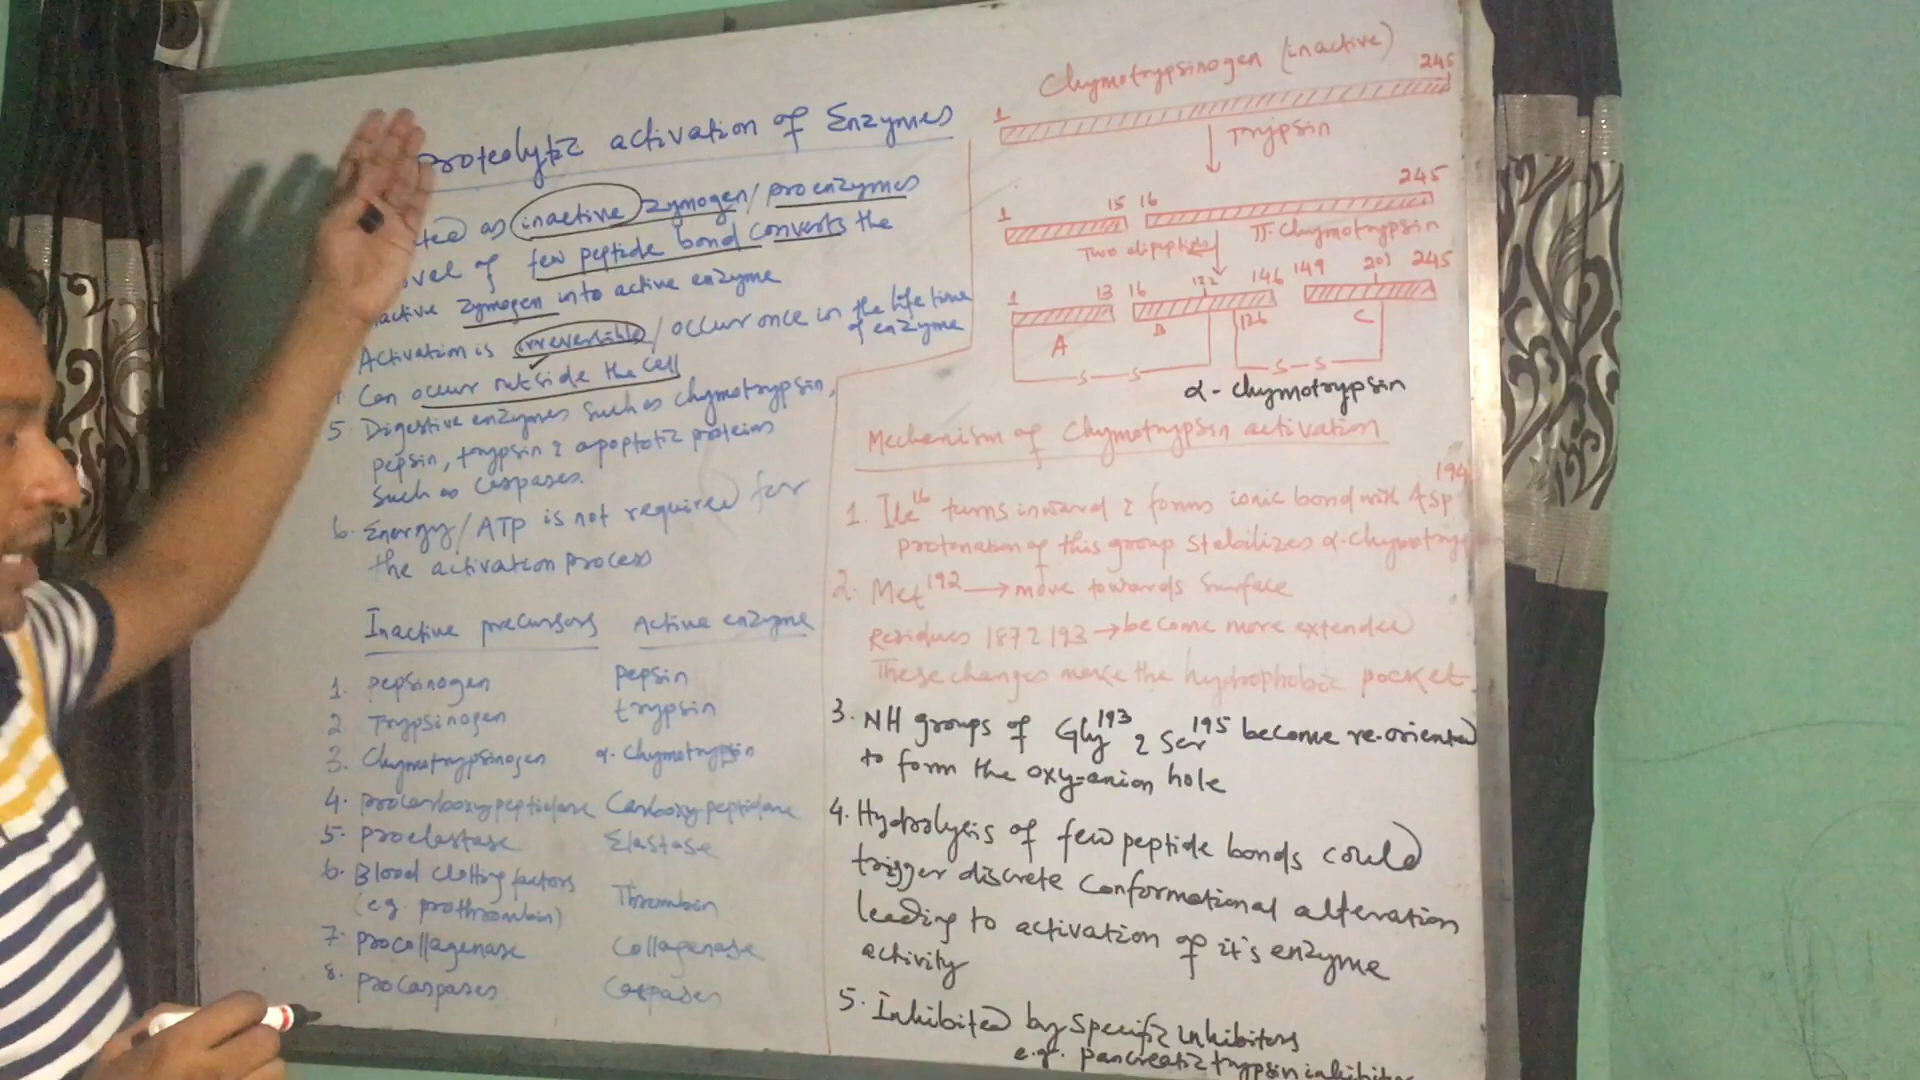 Proteolytic activation of Enzymes
as inactive zymogen/proenzymes
of few peptide bond converts the
active zymogen into active enzyme
Activation is irreversible/occur once in the life time
of enzyme
Can occur outside the cell
5. Digestive enzymes such as chymotrypsin,
pepsin, trypsin & apoptotic proteins
such as caspases.
6. Energy/ATP is not required for
the activation process
Inactive precursors Active enzyme
1. pepsinogen pepsin
2 Trypsinogen trypsin
3. Chymotrypsinogen α-Chymotrypsin
4. procarboxypeptidase Carboxypeptidase
5. proelastase Elastase
6. Blood clotting factors
(e.g. prothrombin) Thrombin
7. procollagenase Collagenase
8. procaspases Caspases
Chymotrypsinogen (inactive)
1 245
Trypsin
1 15 16 245
Two dipeptides π-Chymotrypsin
1 13 16 122 146 149 201 245
A B 136 C
S S S S
α-chymotrypsin
Mechanism of Chymotrypsin activation
1. Ile16 turns inward & forms ionic bond with Asp194
protonation of this group stabilizes α-chymotryp
2. Met192 → move towards surface
Residues 187 & 193 → become more extended
These changes make the hydrophobic pocket.
3. NH groups of Gly193 & Ser195 become re-oriented
to form the oxy-anion hole
4. Hydrolysis of few peptide bonds could
trigger discrete conformational alteration
leading to activation of it's enzyme
activity
5. Inhibited by specific inhibitors
e.g. pancreatic trypsin inhibitor